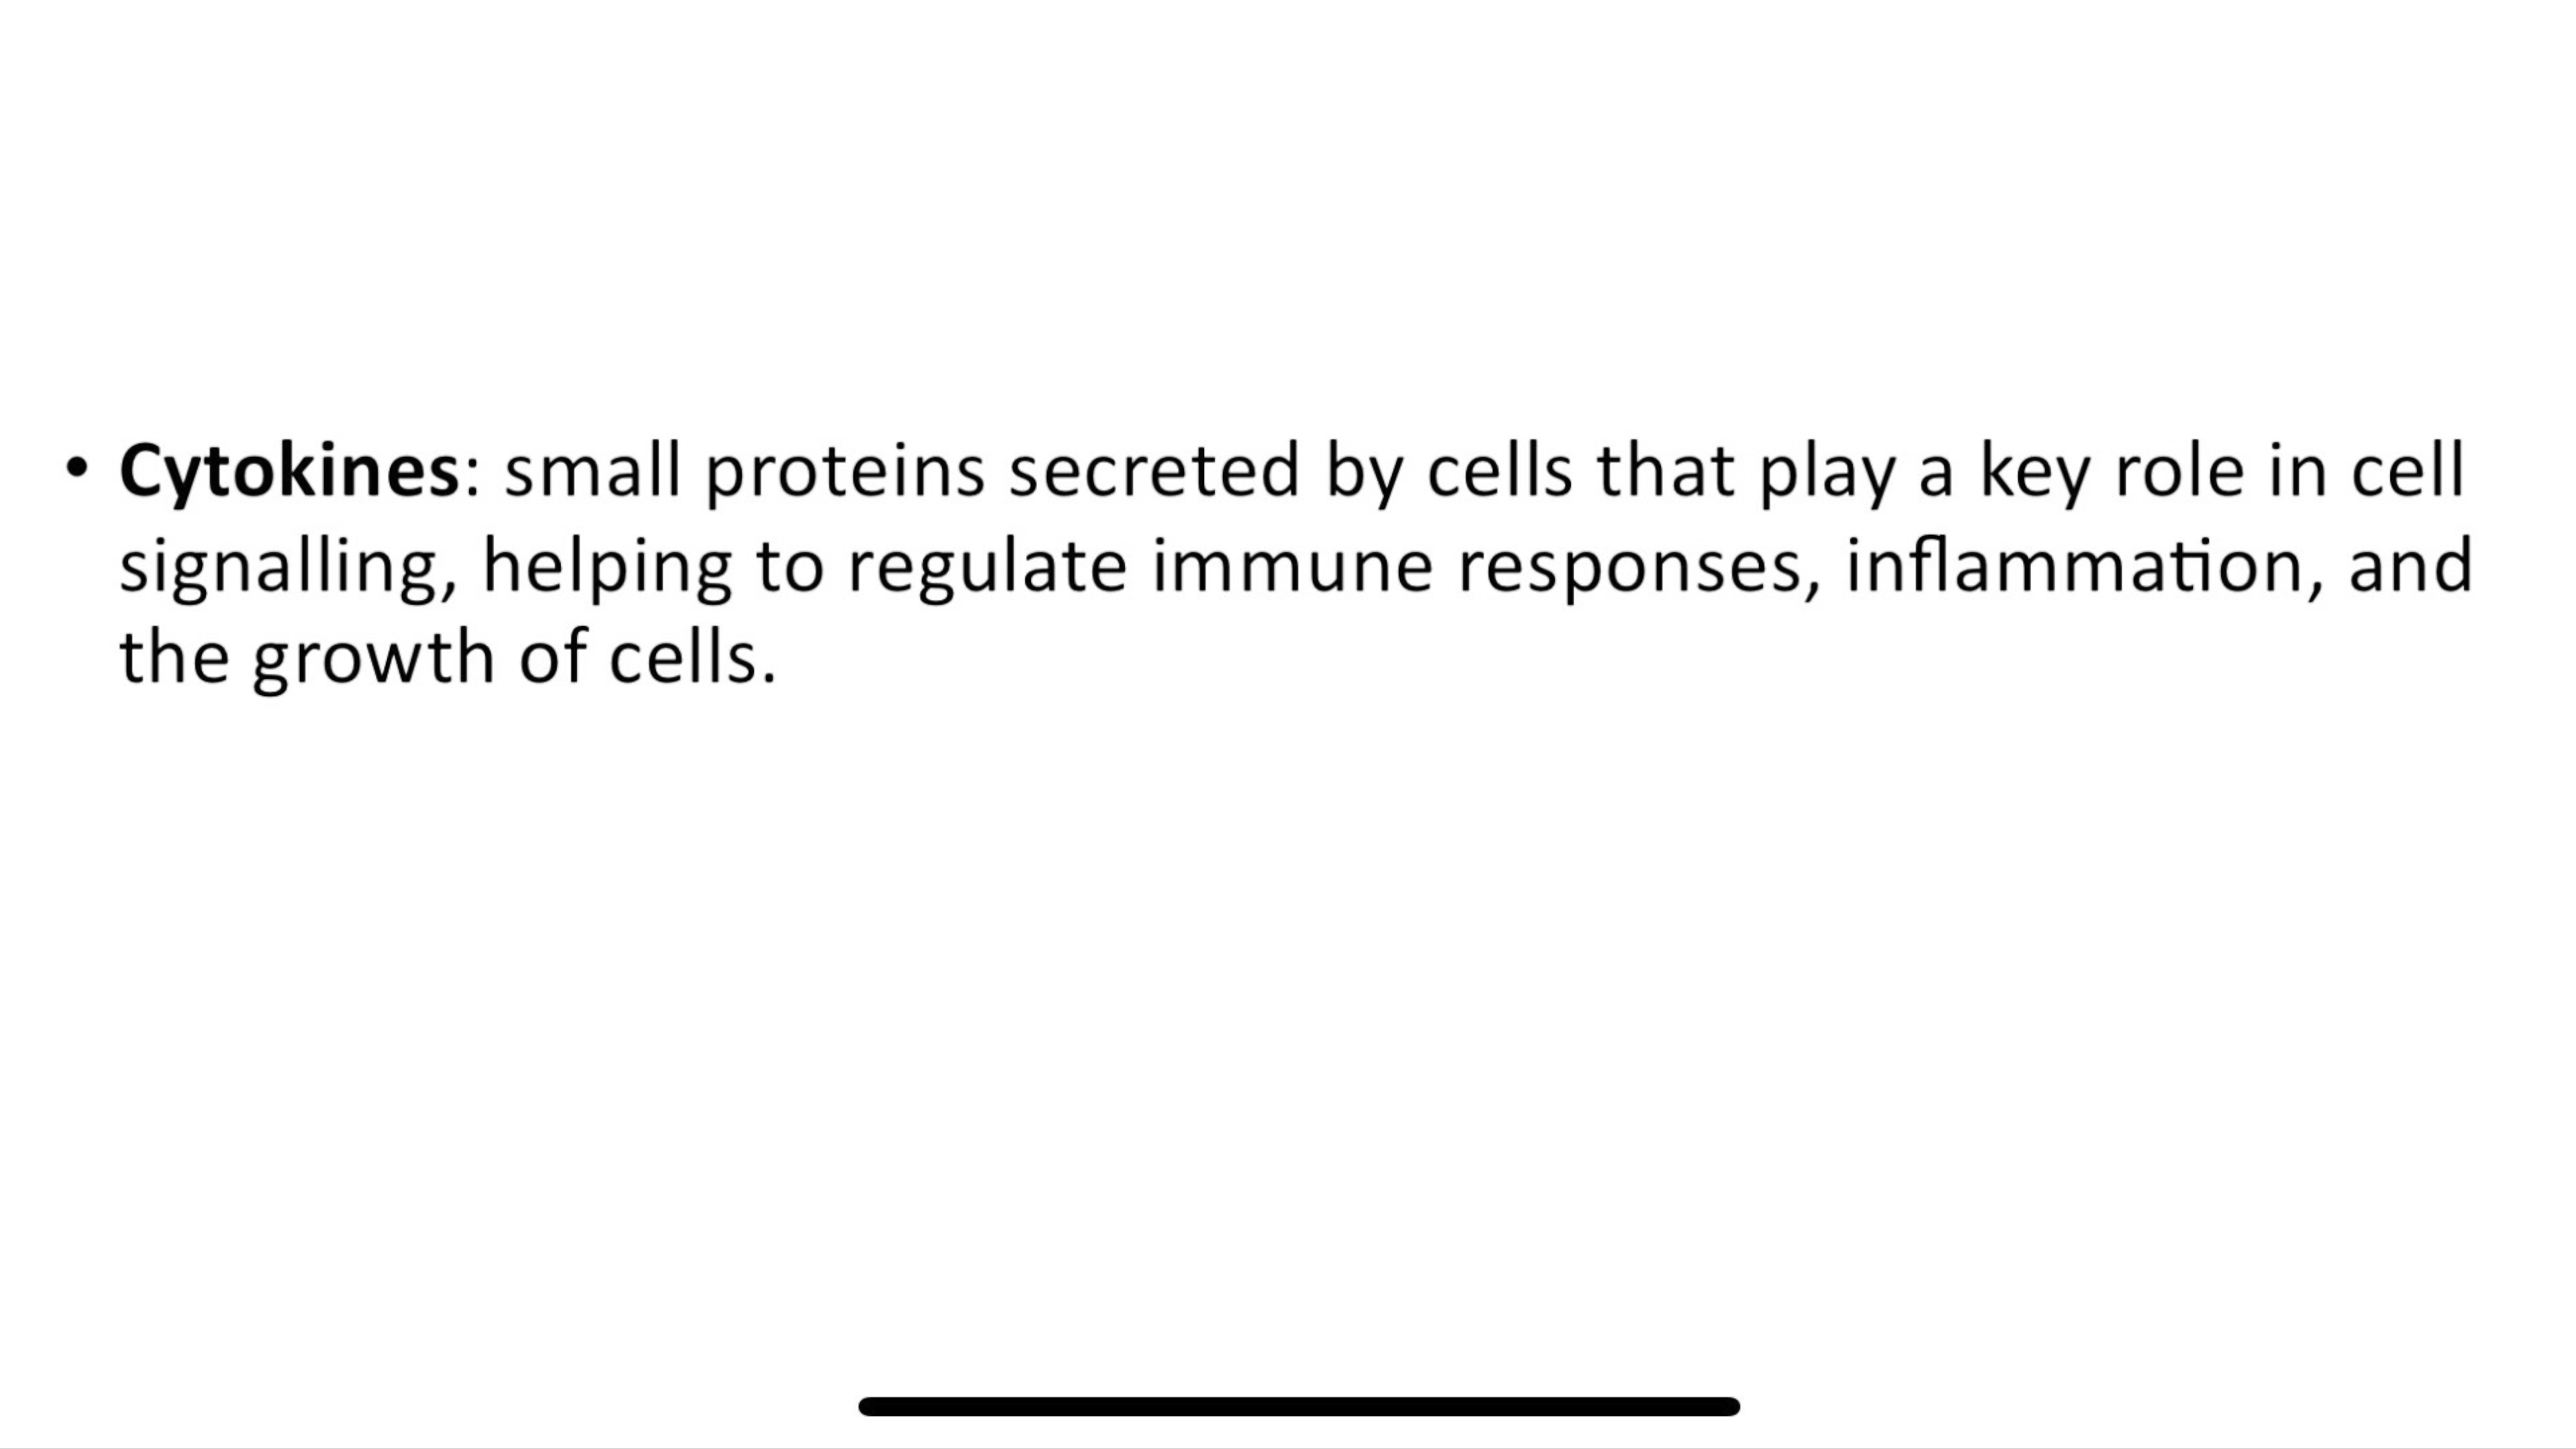 • Cytokines: small proteins secreted by cells that play a key role in cell
signalling, helping to regulate immune responses, inflammation, and
the growth of cells.